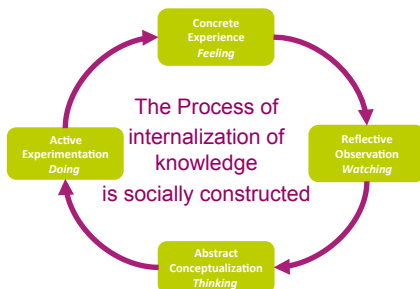 Concrete
Experience
Feeling
The Process of
internalization of
knowledge
is socially constructed
Active
Experimentation
Doing
Reflective
Observation
Watching
Abstract
Conceptualization
Thinking